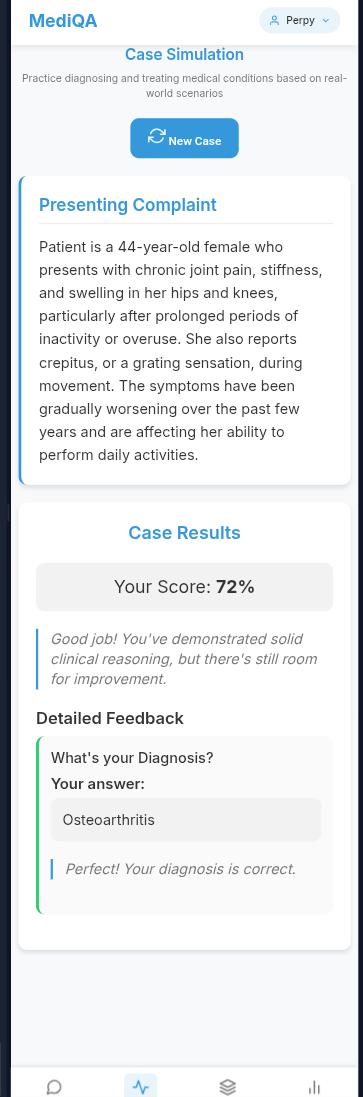 MediQA
Perpy
Case Simulation
Practice diagnosing and treating medical conditions based on real-
world scenarios
New Case
Presenting Complaint
Patient is a 44-year-old female who
presents with chronic joint pain, stiffness,
and swelling in her hips and knees,
particularly after prolonged periods of
inactivity or overuse. She also reports
crepitus, or a grating sensation, during
movement. The symptoms have been
gradually worsening over the past few
years and are affecting her ability to
perform daily activities.
Case Results
Your Score: 72%
Good job! You've demonstrated solid
clinical reasoning, but there's still room
for improvement.
Detailed Feedback
What's your Diagnosis?
Your answer:
Osteoarthritis
Perfect! Your diagnosis is correct.